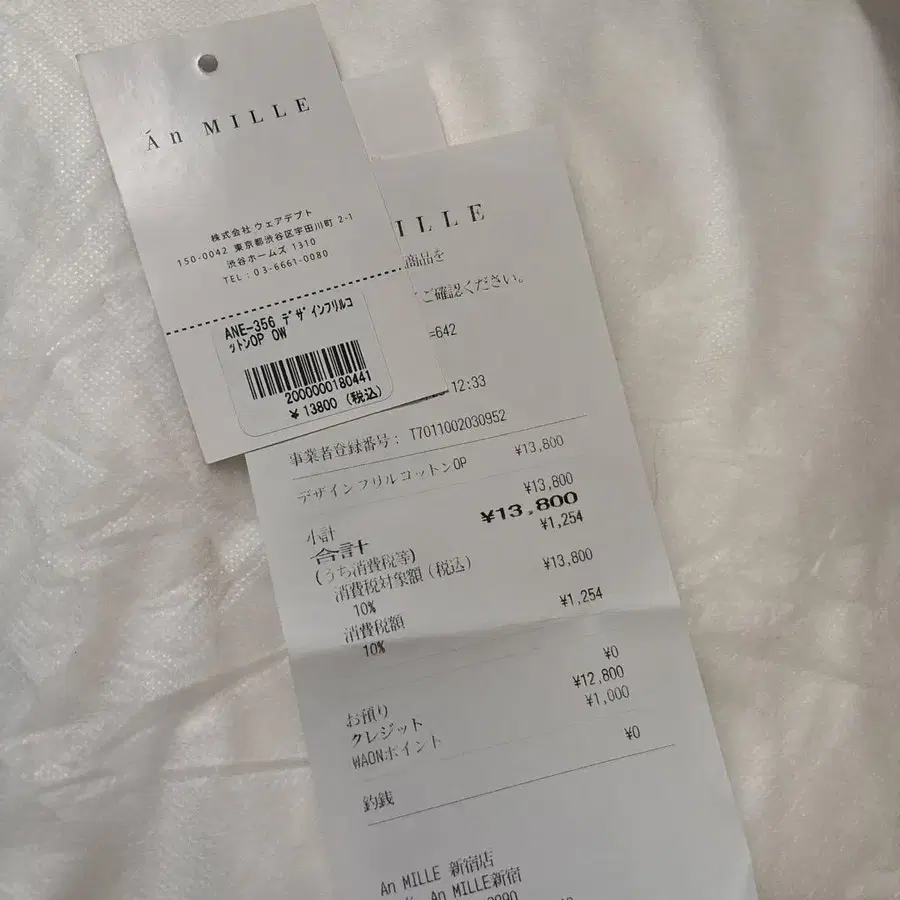 Án MILLE
株式会社 ウェアデプト
150-0042 東京都渋谷区宇田川町 2-1
渋谷ホームズ 1310
TEL : 03-6661-0080
ANE-356 デザインフリルコ
ットンOP OW
2000000180441
¥ 13800 (税込)
MILLE
商品を
ご確認ください。
=642
12:33
事業者登録番号: T7011002030952
デザインフリルコットンOP ¥13,800
小計 ¥13,800
合計 ¥13,800
(うち消費税等) ¥1,254
消費税対象額(税込)
10% ¥13,800
消費税額
10% ¥1,254
お預り ¥0
クレジット ¥12,800
WAONポイント ¥1,000
釣銭 ¥0
An MILLE 新宿店
An MILLE新宿